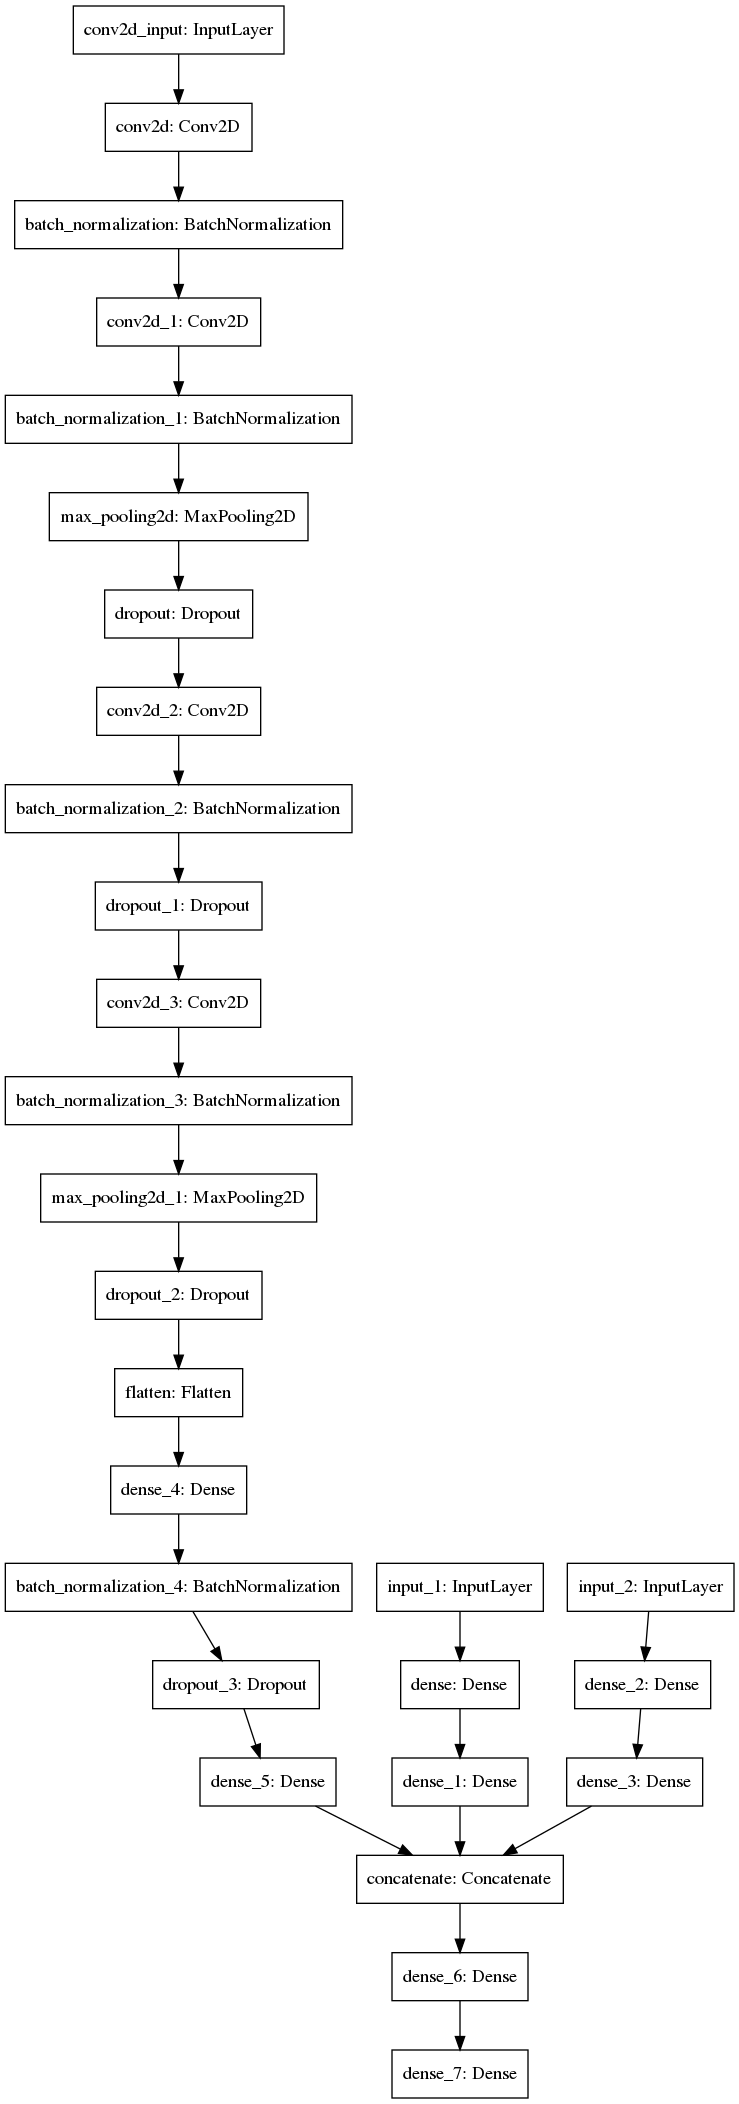 conv2d_input: InputLayer
conv2d: Conv2D
batch_normalization: BatchNormalization
conv2d_1: Conv2D
batch_normalization_1: BatchNormalization
max_pooling2d: MaxPooling2D
dropout: Dropout
conv2d_2: Conv2D
batch_normalization_2: BatchNormalization
dropout_1: Dropout
conv2d_3: Conv2D
batch_normalization_3: BatchNormalization
max_pooling2d_1: MaxPooling2D
dropout_2: Dropout
flatten: Flatten
dense_4: Dense
batch_normalization_4: BatchNormalization
input_1: InputLayer
input_2: InputLayer
dropout_3: Dropout
dense: Dense
dense_2: Dense
dense_5: Dense
dense_1: Dense
dense_3: Dense
concatenate: Concatenate
dense_6: Dense
dense_7: Dense